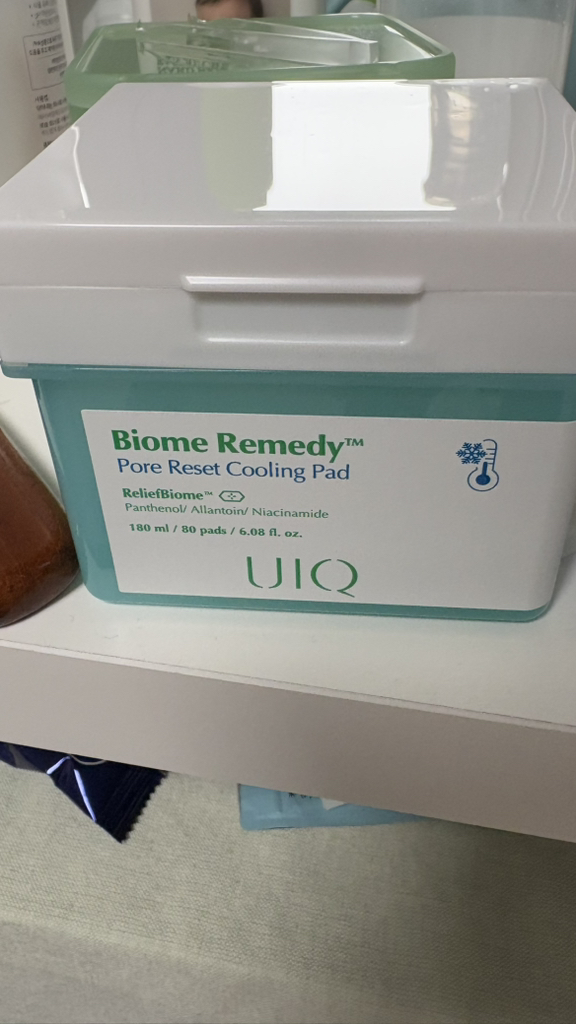 Biome Remedy™
Pore Reset Cooling Pad
ReliefBiome™
Panthenol/ Allantoin/ Niacinamide
180 ml / 80 pads / 6.08 fl. oz.
UIQ